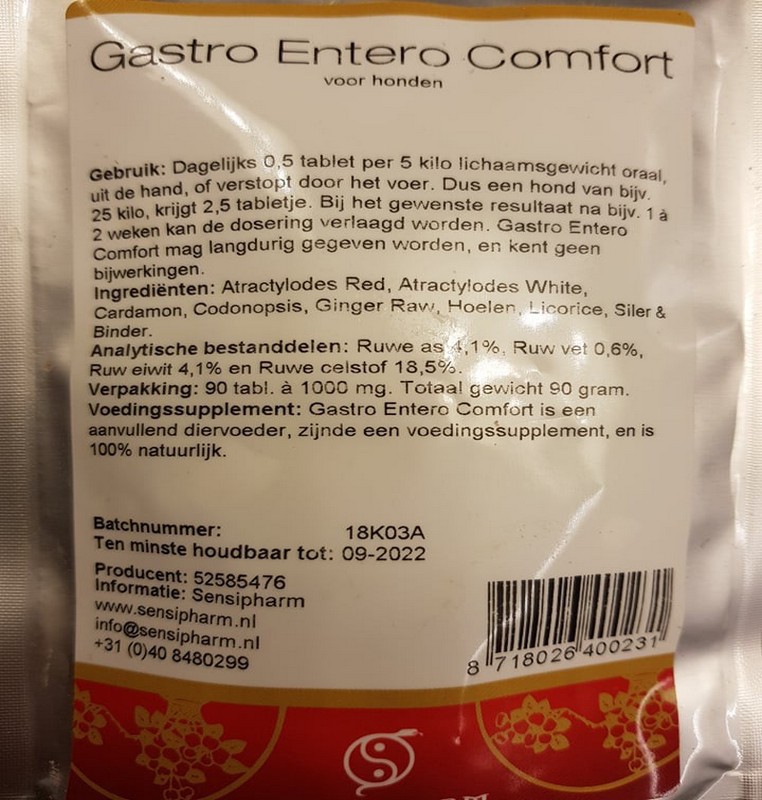 Gastro Entero Comfort
voor honden
Gebruik: Dagelijks 0,5 tablet per 5 kilo lichaamsgewicht oraal,
uit de hand, of verstopt door het voer. Dus een hond van bijv.
25 kilo, krijgt 2,5 tabletje. Bij het gewenste resultaat na bijv. 1 à
2 weken kan de dosering verlaagd worden. Gastro Entero
Comfort mag langdurig gegeven worden, en kent geen
bijwerkingen.
Ingrediënten: Atractylodes Red, Atractylodes White,
Cardamon, Codonopsis, Ginger Raw, Hoelen, Licorice, Siler &
Binder.
Analytische bestanddelen: Ruwe as 4,1%, Ruw vet 0,6%,
Ruw eiwit 4,1% en Ruwe celstof 18,5%.
Verpakking: 90 tabl. à 1000 mg. Totaal gewicht 90 gram.
Voedingssupplement: Gastro Entero Comfort is een
aanvullend diervoeder, zijnde een voedingssupplement, en is
100% natuurlijk.
Batchnummer: 18K03A
Ten minste houdbaar tot: 09-2022
Producent: 52585476
Informatie: Sensipharm
www.sensipharm.nl
info@sensipharm.nl
+31 (0)40 8480299
8 718026 400231